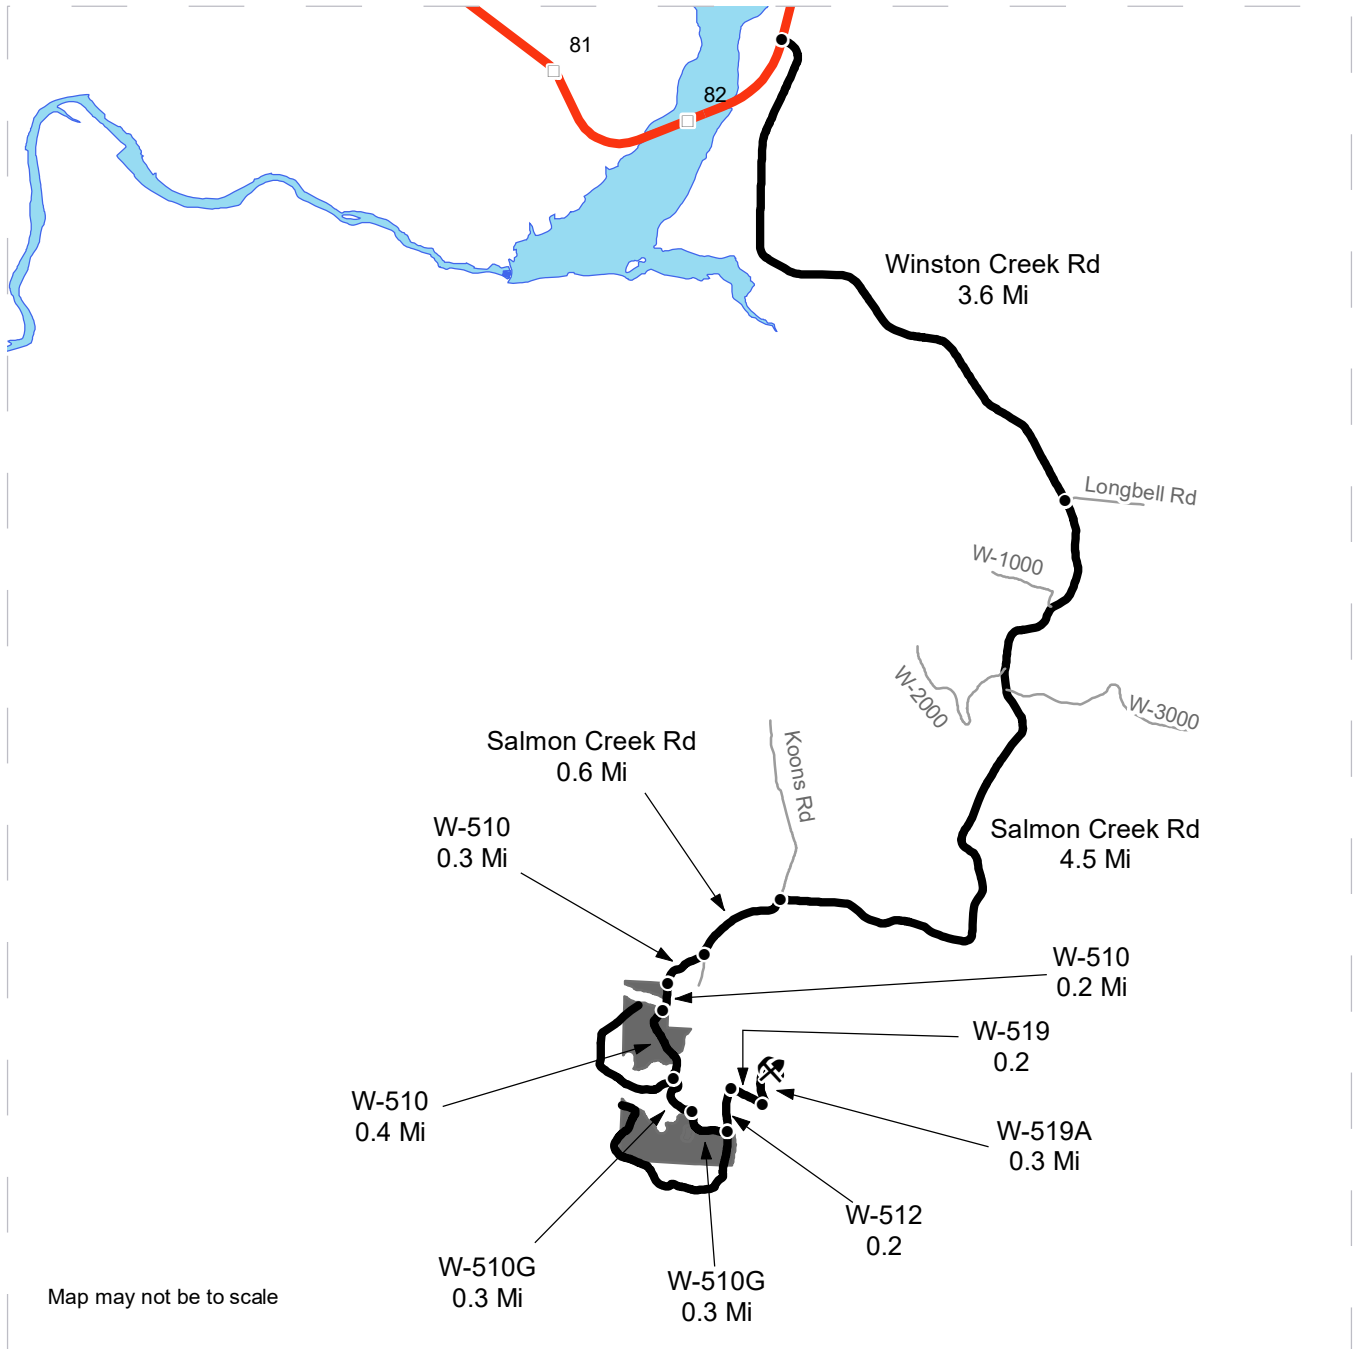 81
82
Winston Creek Rd
3.6 Mi
Longbell Rd
W-1000
W-2000
W-3000
Salmon Creek Rd
0.6 Mi
Koons Rd
W-510
0.3 Mi
Salmon Creek Rd
4.5 Mi
W-510
0.2 Mi
W-519
0.2
W-510
0.4 Mi
W-519A
0.3 Mi
W-512
0.2
W-510G
0.3 Mi
W-510G
0.3 Mi
Map may not be to scale